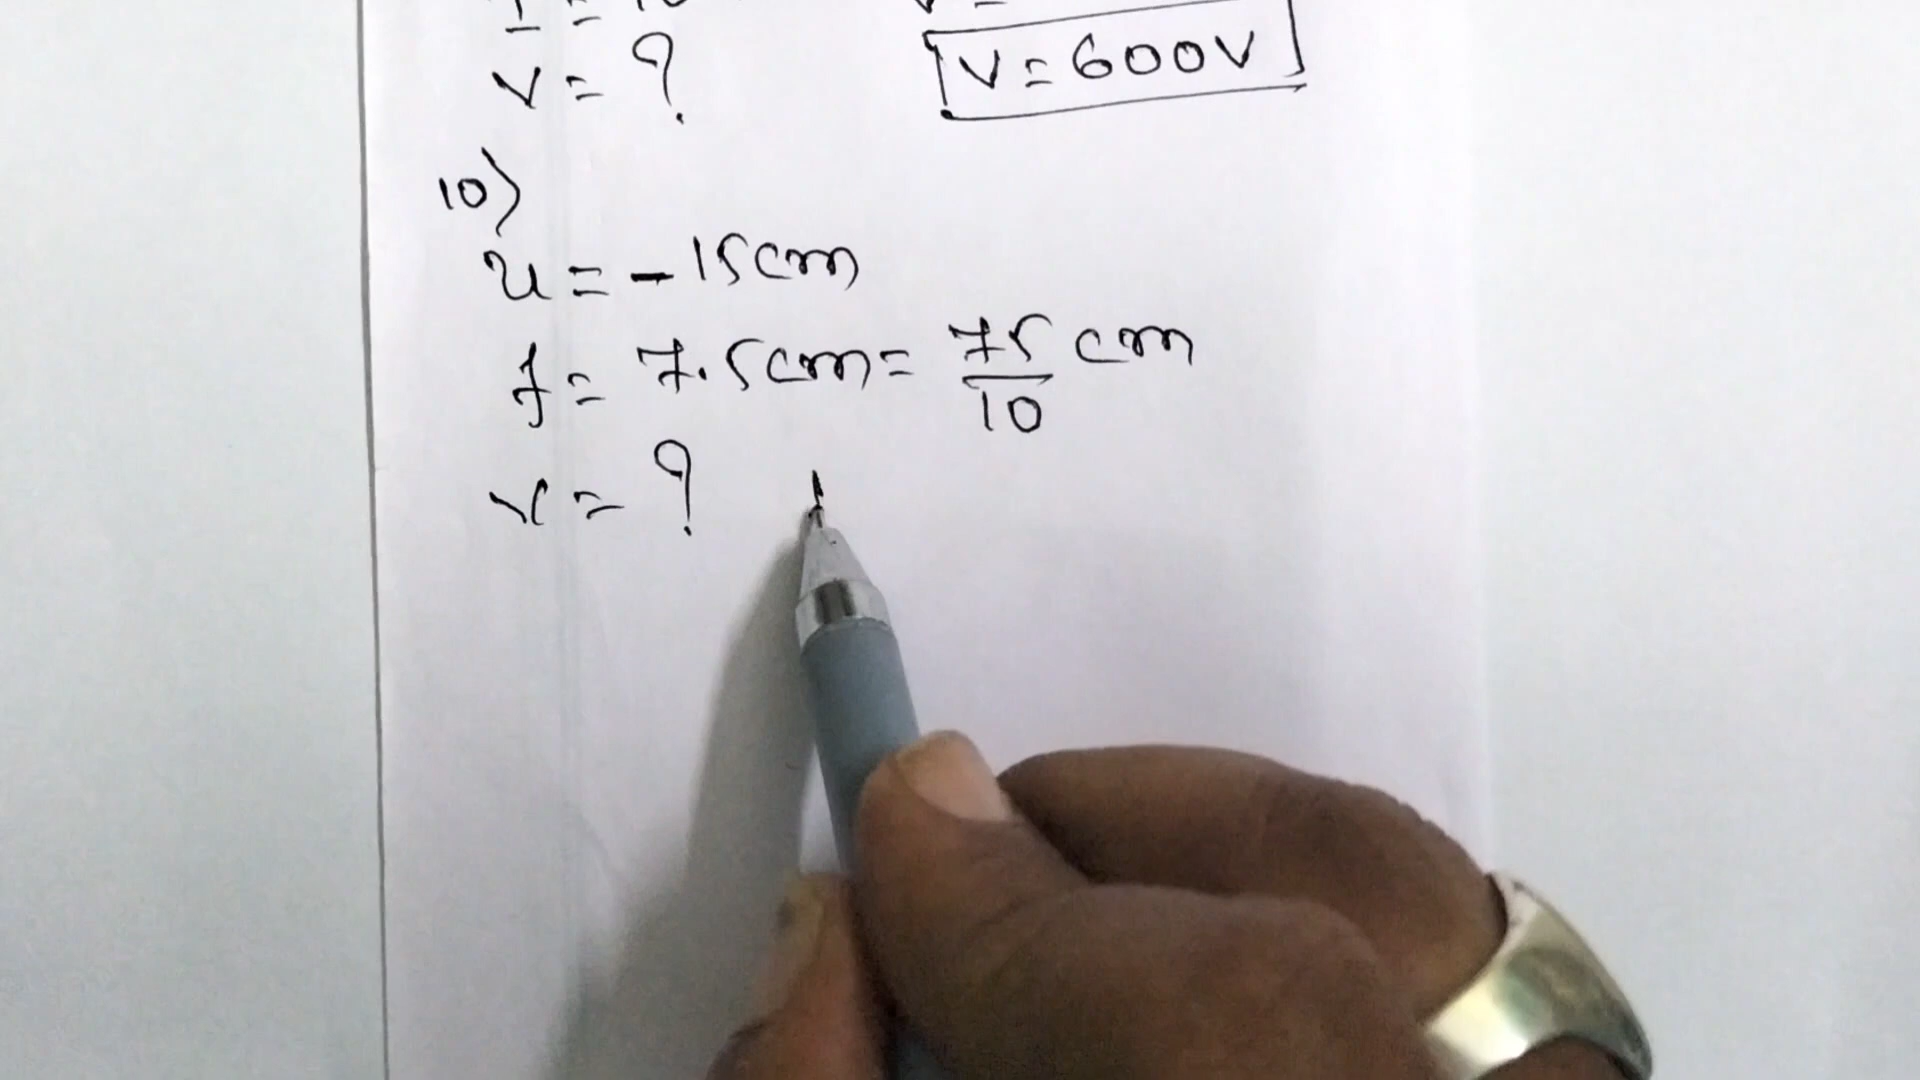 V = ?
V = 600V
10)
u = - 15cm
f = 7.5cm = 75/10 cm
v = ?